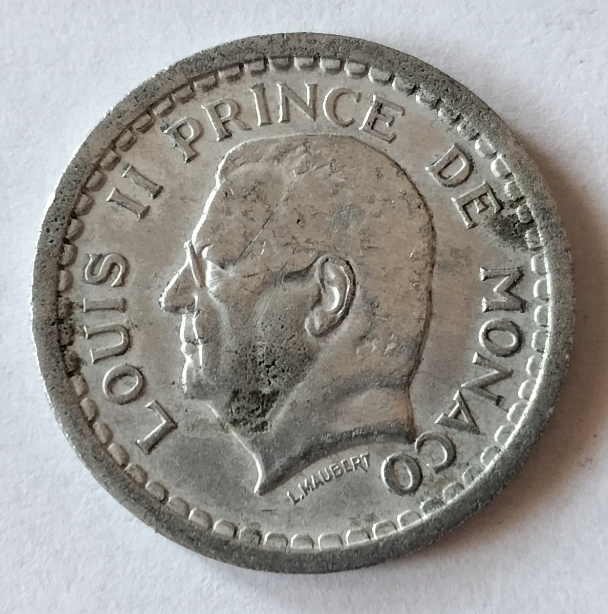 LOUIS II PRINCE DE MONACO
L.MAUBERT